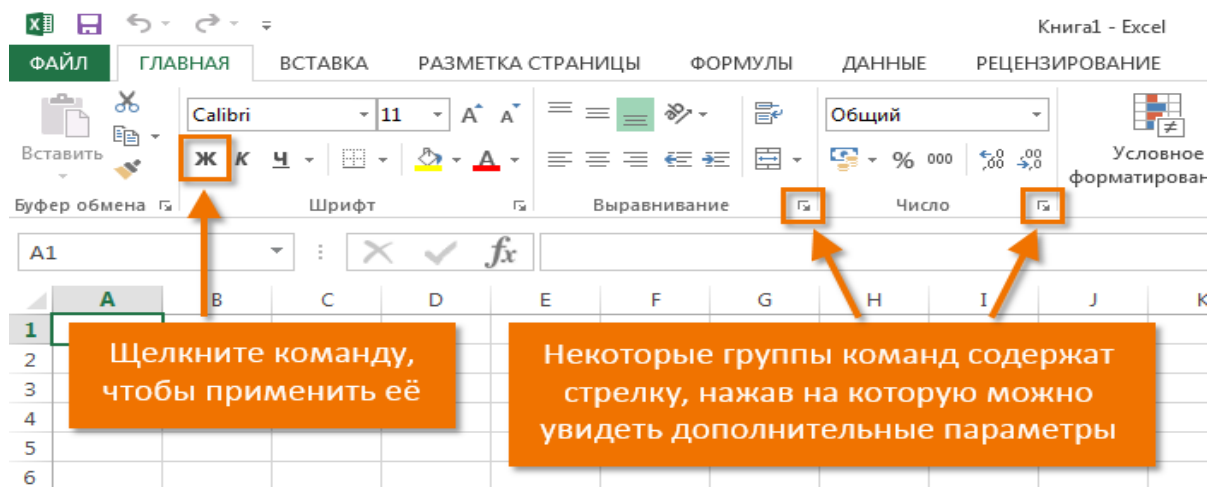 Книга1 - Excel
ФАЙЛ ГЛАВНАЯ ВСТАВКА РАЗМЕТКА СТРАНИЦЫ ФОРМУЛЫ ДАННЫЕ РЕЦЕНЗИРОВАНИЕ
Calibri 11 Общий
Вставить Ж К Ч % 000 Условное
форматирован
Буфер обмена Шрифт Выравнивание Число
A1 fx
A B C D E F G H I J K
1
2
3
4
5
6
Щелкните команду,
чтобы применить её
Некоторые группы команд содержат
стрелку, нажав на которую можно
увидеть дополнительные параметры